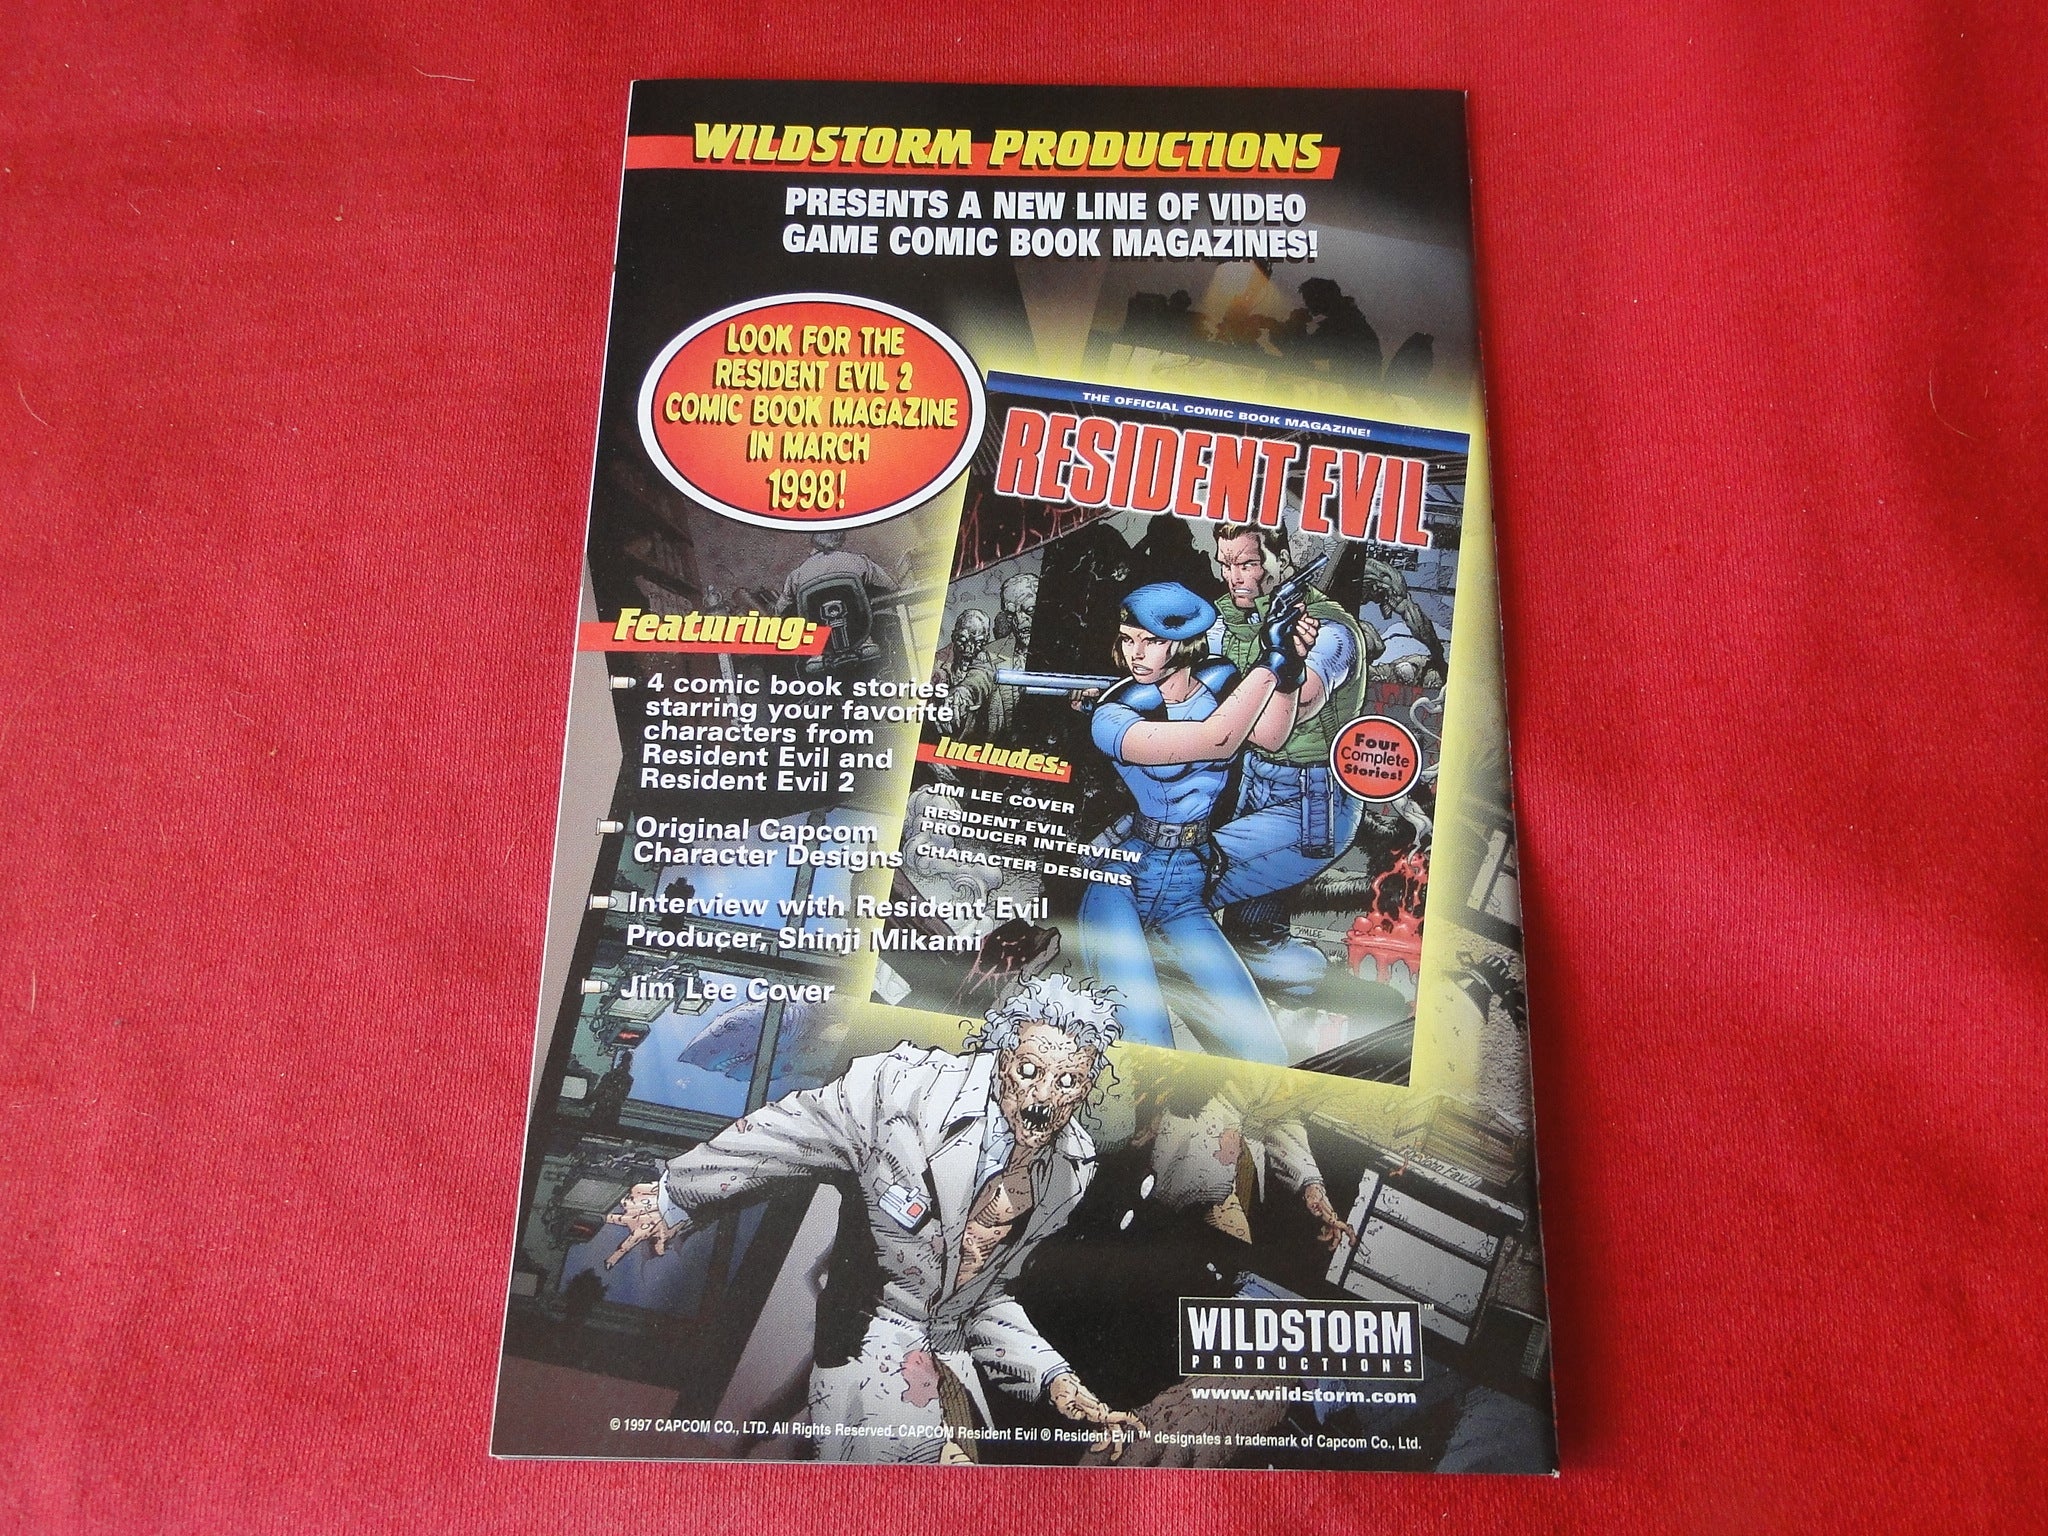 WILDSTORM PRODUCTIONS
PRESENTS A NEW LINE OF VIDEO
GAME COMIC BOOK MAGAZINES!
LOOK FOR THE
RESIDENT EVIL 2
COMIC BOOK MAGAZINE
IN MARCH
1998!
THE OFFICIAL COMIC BOOK MAGAZINE!
RESIDENT EVIL™
Four
Complete
Stories!
Includes:
JIM LEE COVER
RESIDENT EVIL
PRODUCER INTERVIEW
CHARACTER DESIGNS
Featuring:
4 comic book stories
starring your favorite
characters from
Resident Evil and
Resident Evil 2
Original Capcom
Character Designs
Interview with Resident Evil
Producer, Shinji Mikami
Jim Lee Cover
WILDSTORM™
PRODUCTIONS
www.wildstorm.com
© 1997 CAPCOM CO., LTD. All Rights Reserved. CAPCOM Resident Evil ® Resident Evil ™ designates a trademark of Capcom Co., Ltd.